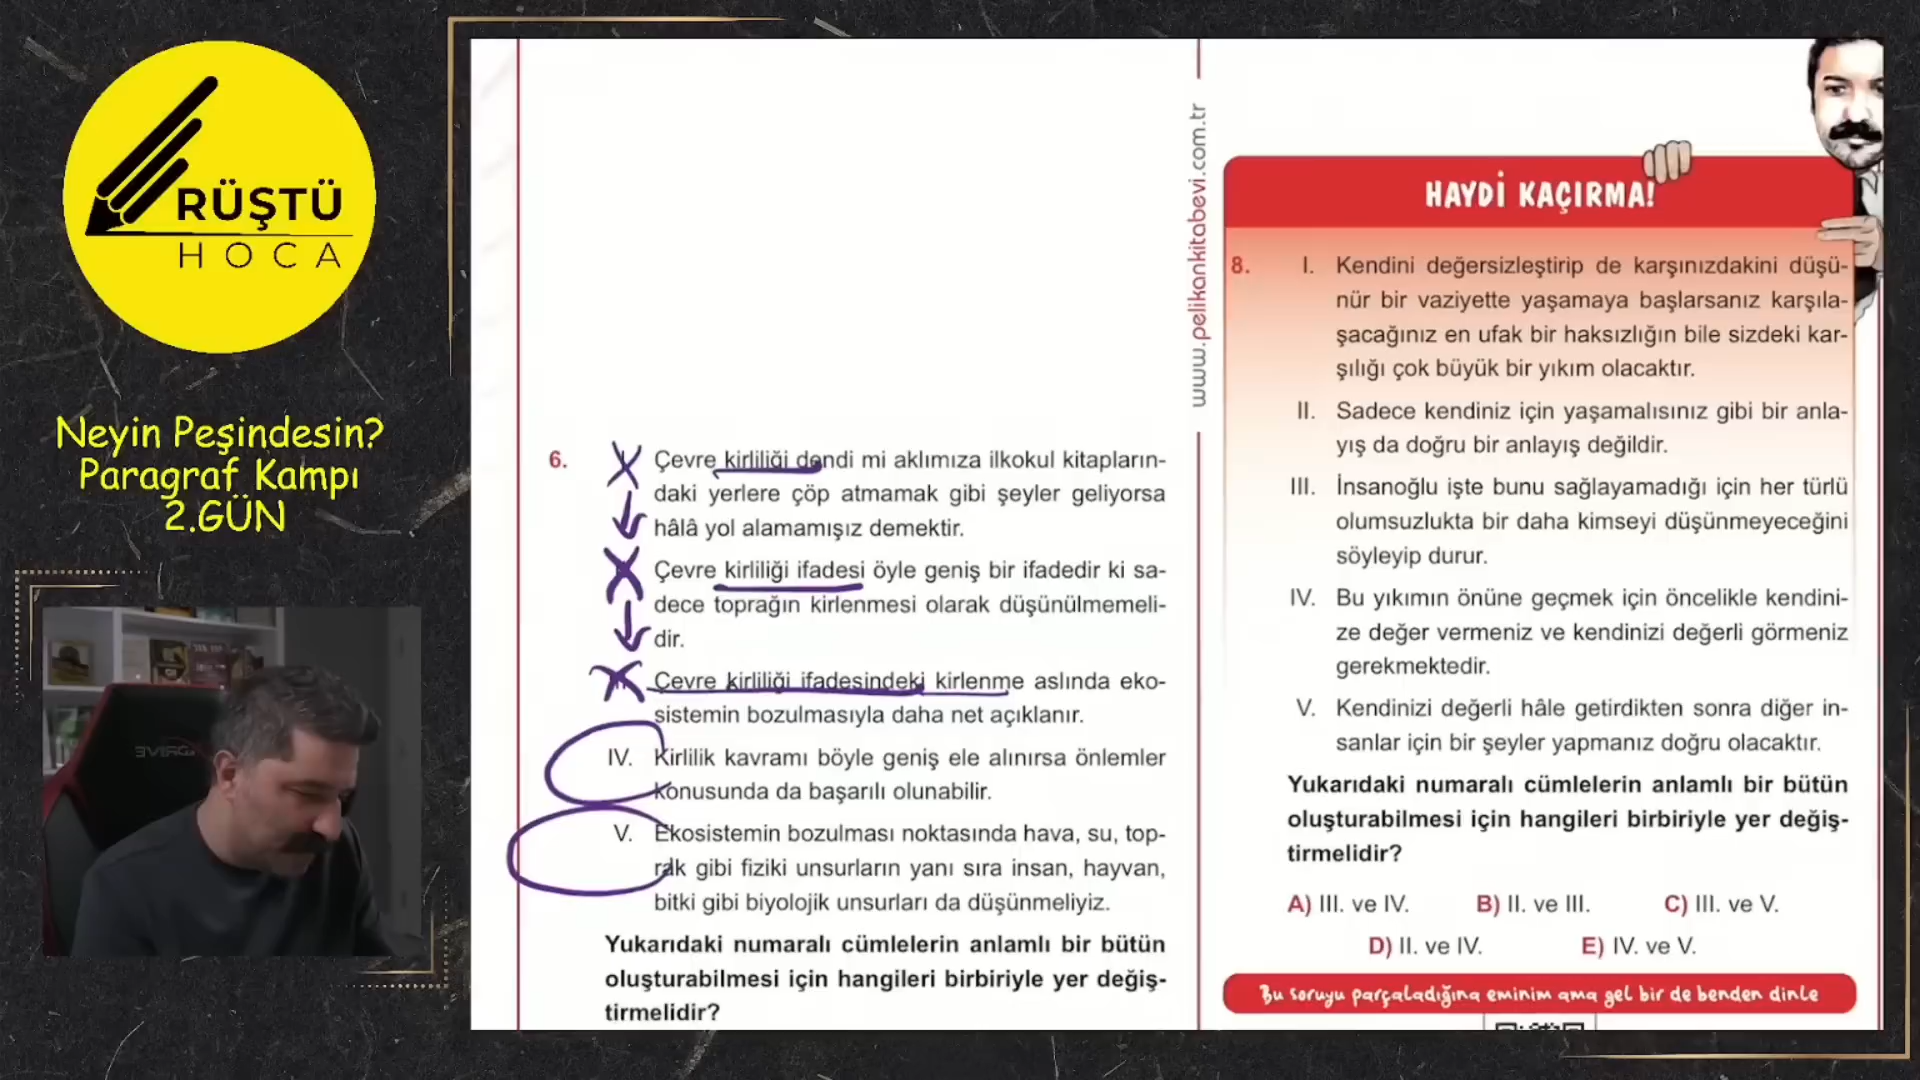 RÜŞTÜ
HOCA
Neyin Peşindesin?
Paragraf Kampı
2.GÜN
6.
Çevre kirliliği dendi mi aklımıza ilkokul kitapların-
daki yerlere çöp atmamak gibi şeyler geliyorsa
hâlâ yol alamamışız demektir.
Çevre kirliliği ifadesi öyle geniş bir ifadedir ki sa-
dece toprağın kirlenmesi olarak düşünülmemeli-
dir.
Çevre kirliliği ifadesindeki kirlenme aslında eko-
sistemin bozulmasıyla daha net açıklanır.
IV. Kirlilik kavramı böyle geniş ele alınırsa önlemler
konusunda da başarılı olunabilir.
V. Ekosistemin bozulması noktasında hava, su, top-
rak gibi fiziki unsurların yanı sıra insan, hayvan,
bitki gibi biyolojik unsurları da düşünmeliyiz.
Yukarıdaki numaralı cümlelerin anlamlı bir bütün
oluşturabilmesi için hangileri birbiriyle yer değiş-
tirmelidir?
www.pelikankitabevi.com.tr
HAYDİ KAÇIRMA!
8. I. Kendini değersizleştirip de karşınızdakini düşü-
nür bir vaziyette yaşamaya başlarsanız karşıla-
şacağınız en ufak bir haksızlığın bile sizdeki kar-
şılığı çok büyük bir yıkım olacaktır.
II. Sadece kendiniz için yaşamalısınız gibi bir anla-
yış da doğru bir anlayış değildir.
III. İnsanoğlu işte bunu sağlayamadığı için her türlü
olumsuzlukta bir daha kimseyi düşünmeyeceğini
söyleyip durur.
IV. Bu yıkımın önüne geçmek için öncelikle kendini-
ze değer vermeniz ve kendinizi değerli görmeniz
gerekmektedir.
V. Kendinizi değerli hâle getirdikten sonra diğer in-
sanlar için bir şeyler yapmanız doğru olacaktır.
Yukarıdaki numaralı cümlelerin anlamlı bir bütün
oluşturabilmesi için hangileri birbiriyle yer değiş-
tirmelidir?
A) III. ve IV. B) II. ve III. C) III. ve V.
D) II. ve IV. E) IV. ve V.
Bu soruyu parçaladığına eminim ama gel bir de benden dinle